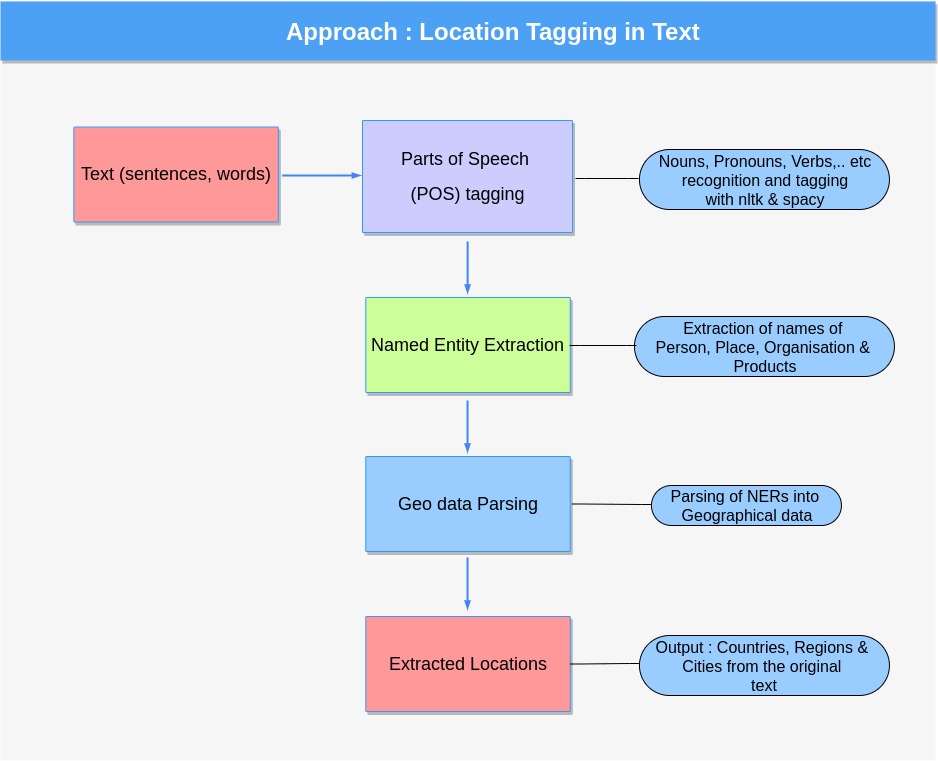 Approach : Location Tagging in Text
Text (sentences, words)
Parts of Speech
(POS) tagging
Nouns, Pronouns, Verbs,.. etc
recognition and tagging
with nltk & spacy
Named Entity Extraction
Extraction of names of
Person, Place, Organisation &
Products
Geo data Parsing
Parsing of NERs into
Geographical data
Extracted Locations
Output : Countries, Regions &
Cities from the original
text